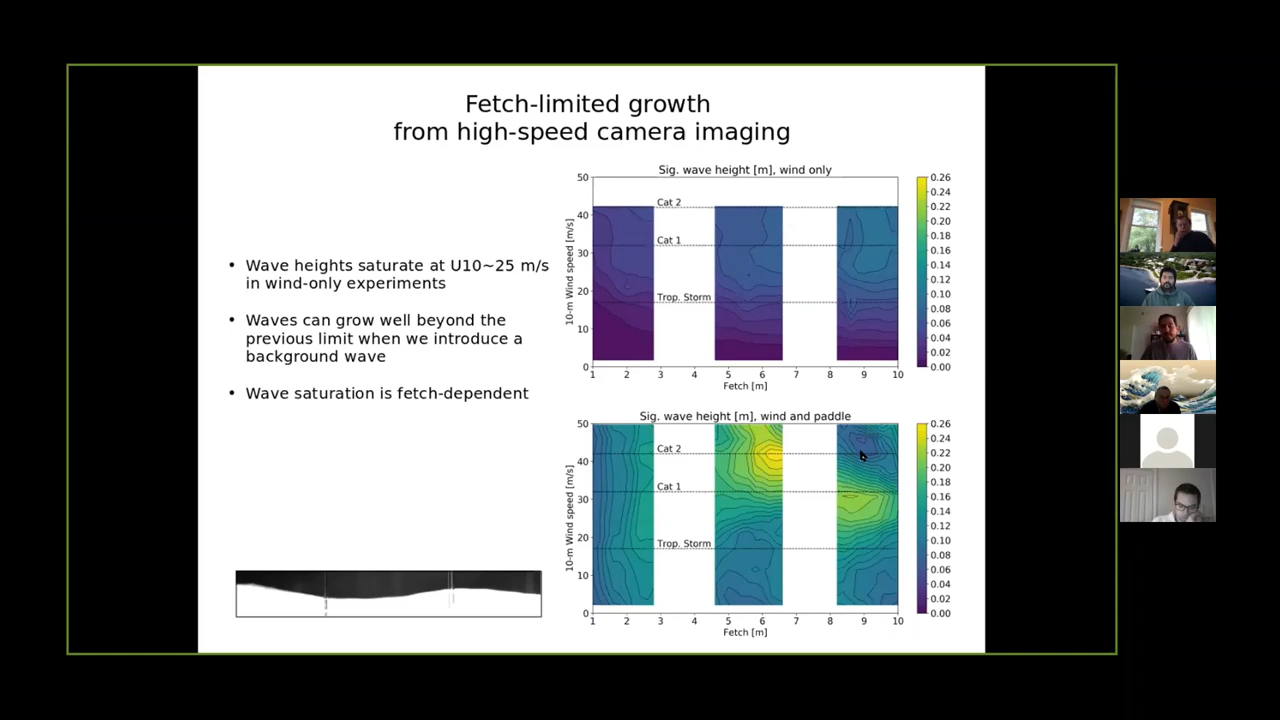 Fetch-limited growth
from high-speed camera imaging
• Wave heights saturate at U10~25 m/s
in wind-only experiments
• Waves can grow well beyond the
previous limit when we introduce a
background wave
• Wave saturation is fetch-dependent
Sig. wave height [m], wind only
10-m Wind speed [m/s]
50
40
30
20
10
0
Cat 2
Cat 1
Trop. Storm
1 2 3 4 5 6 7 8 9 10
Fetch [m]
0.26
0.24
0.22
0.20
0.18
0.16
0.14
0.12
0.10
0.08
0.06
0.04
0.02
0.00
Sig. wave height [m], wind and paddle
10-m Wind speed [m/s]
50
40
30
20
10
0
Cat 2
Cat 1
Trop. Storm
1 2 3 4 5 6 7 8 9 10
Fetch [m]
0.26
0.24
0.22
0.20
0.18
0.16
0.14
0.12
0.10
0.08
0.06
0.04
0.02
0.00